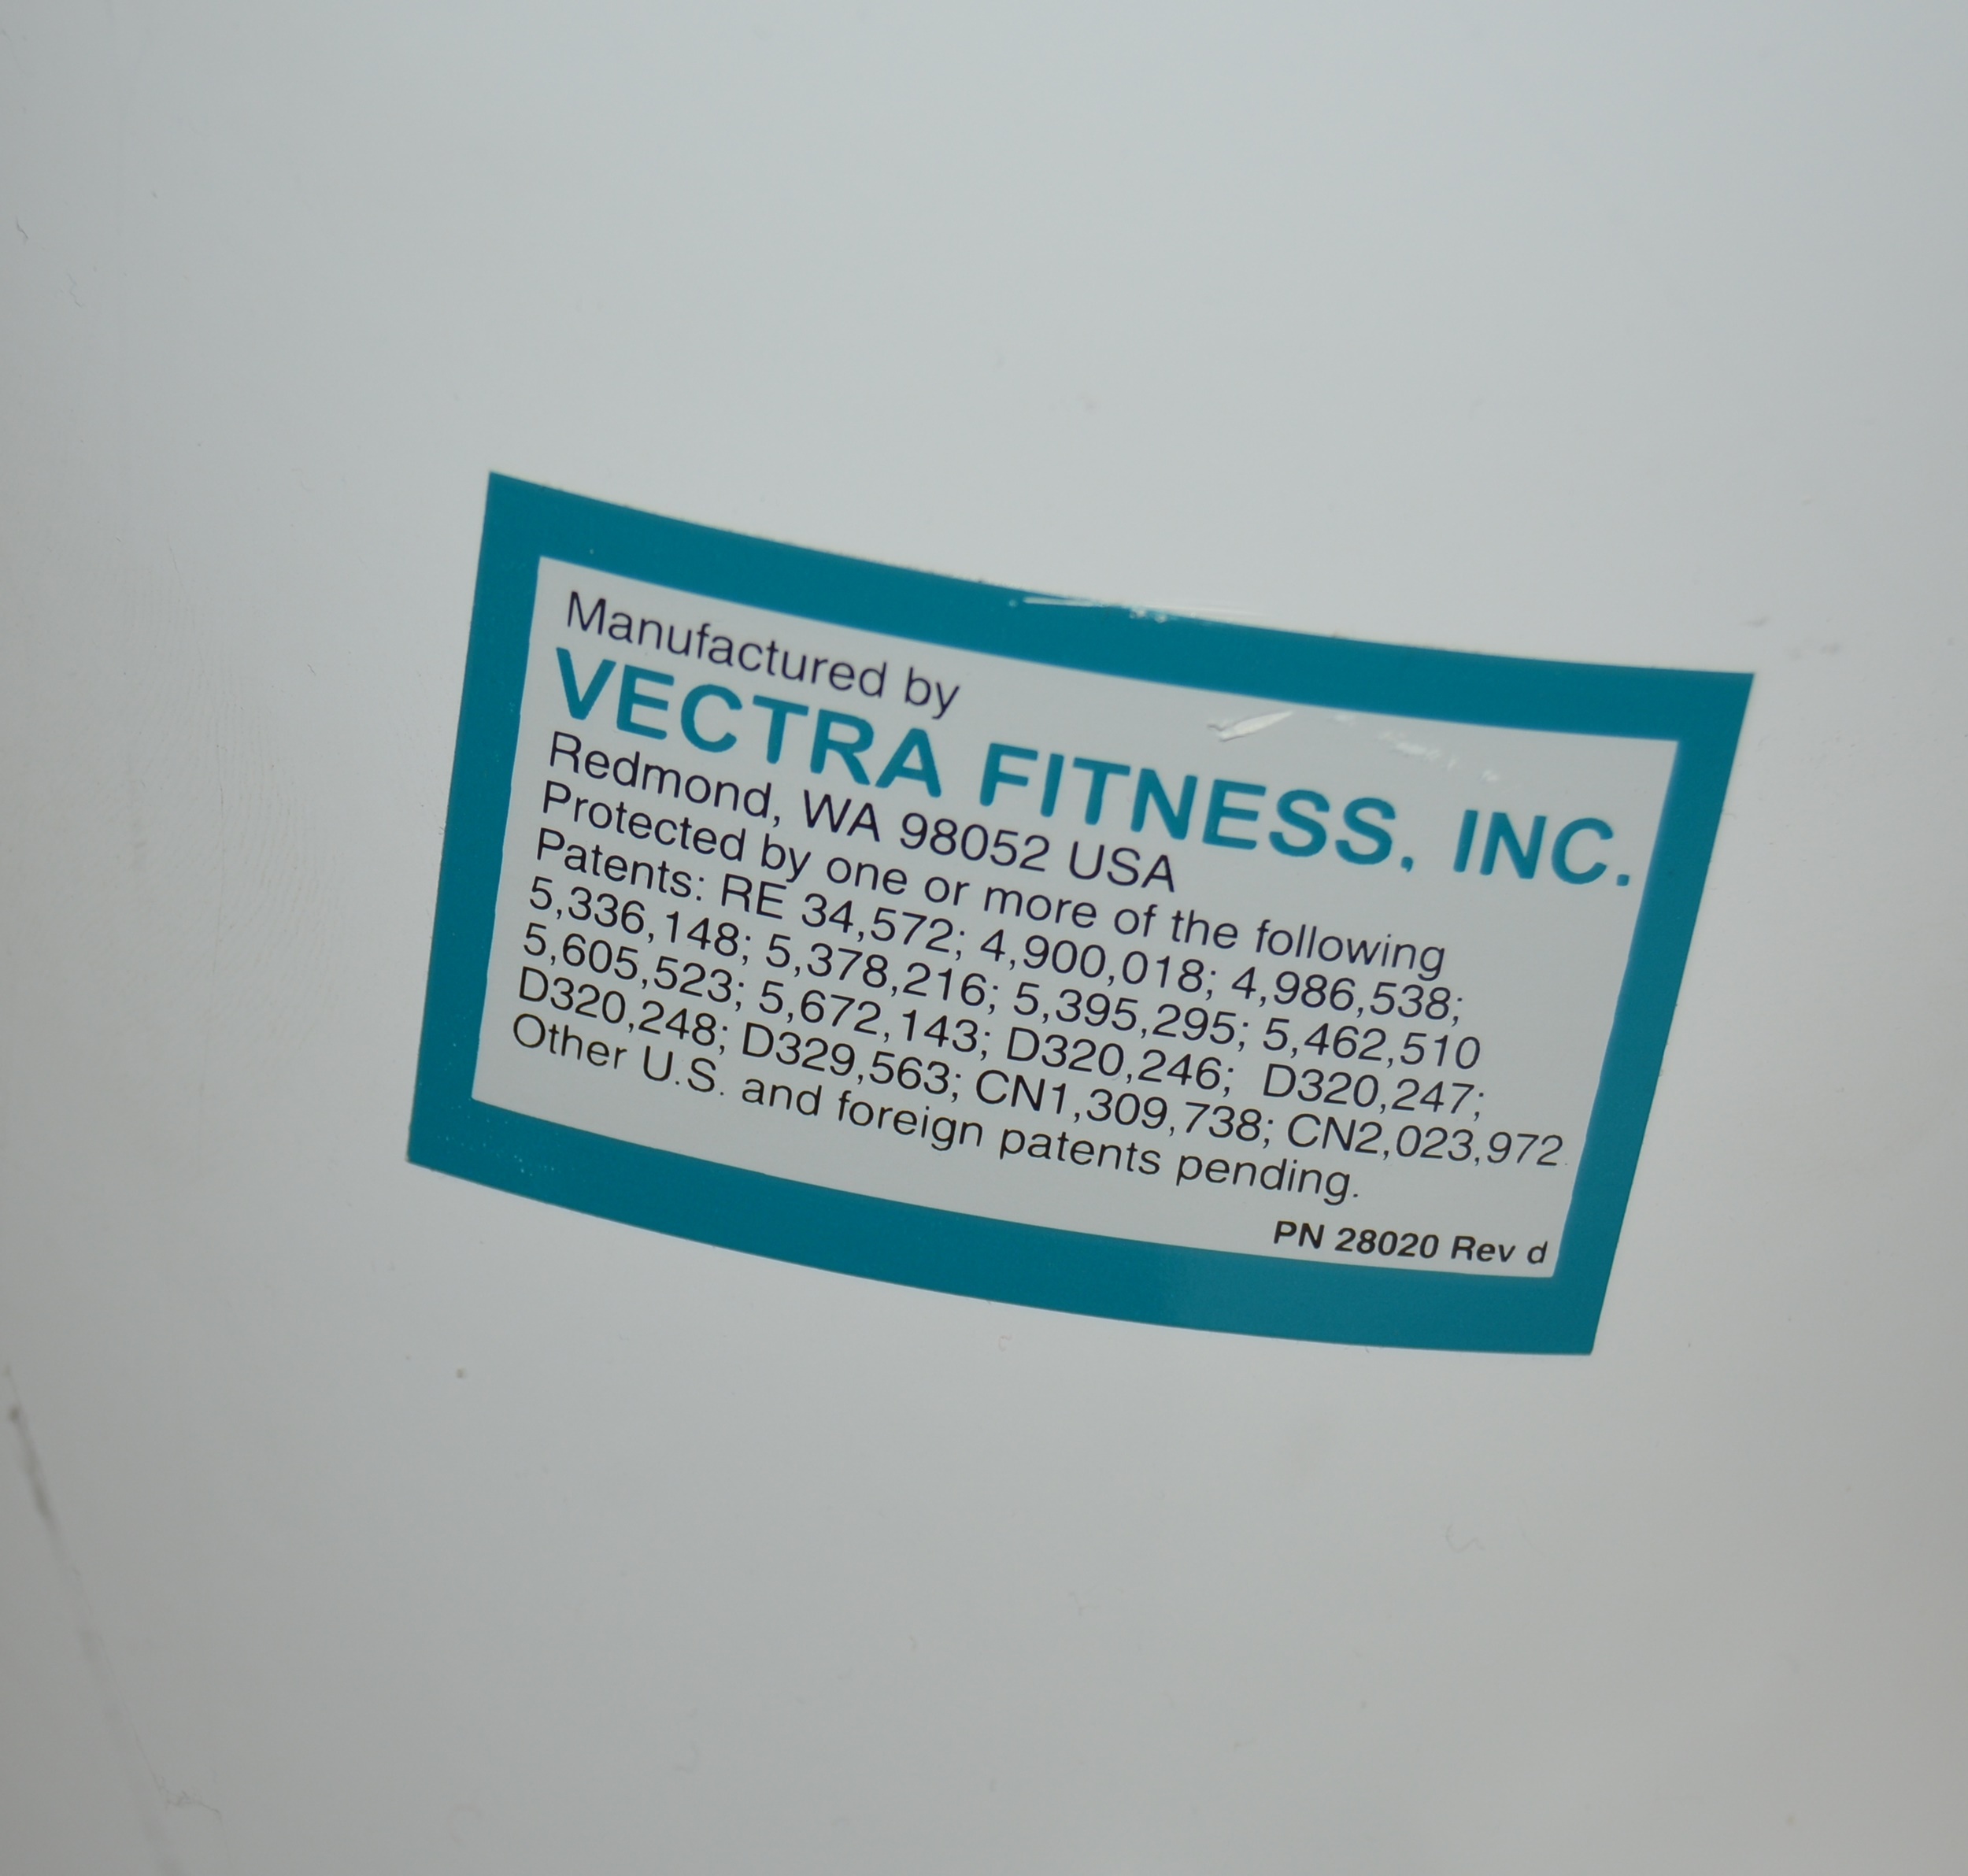 Manufactured by
VECTRA FITNESS, INC.
Redmond, WA 98052 USA
Protected by one or more of the following
Patents: RE 34,572; 4,900,018; 4,986,538;
5,336,148; 5,378,216; 5,395,295; 5,462,510
5,605,523; 5,672,143; D320,246;  D320,247;
D320,248; D329,563; CN1,309,738; CN2,023,972.
Other U.S. and foreign patents pending.
PN 28020 Rev d